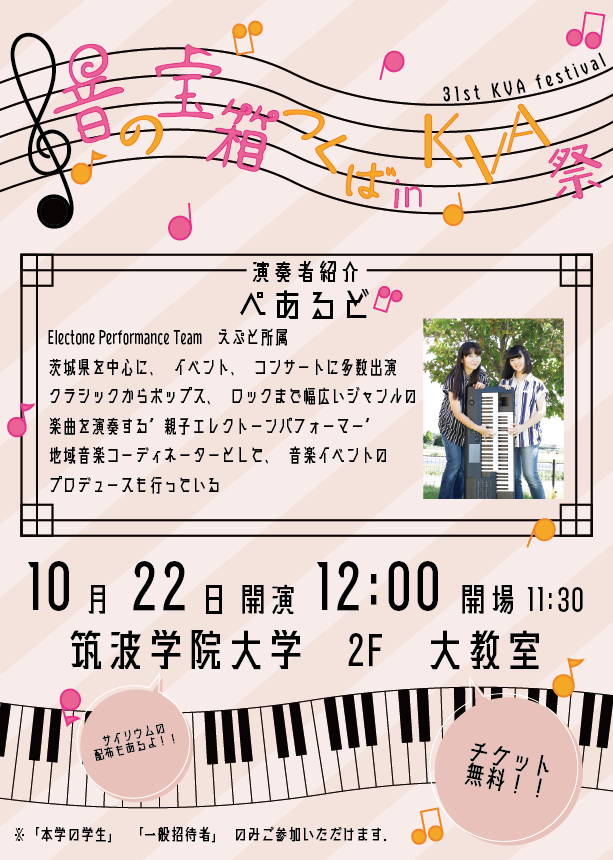 31st KVA festival
音の宝箱つくばin KVA祭
演奏者紹介
ぺあるど
Electone Performance Team えぷど所属
茨城県を中心に、 イベント、 コンサートに多数出演
クラシックからポップス、 ロックまで幅広いジャンルの
楽曲を演奏する"親子エレクトーンパフォーマー"
地域音楽コーディネーターとして、 音楽イベントの
プロデュースも行っている
10月22日開演 12:00 開場 11:30
筑波学院大学 2F 大教室
サイリウムの
配布もあるよ！！
チケット
無料！！
※「本学の学生」 「一般招待者」 のみご参加いただけます.